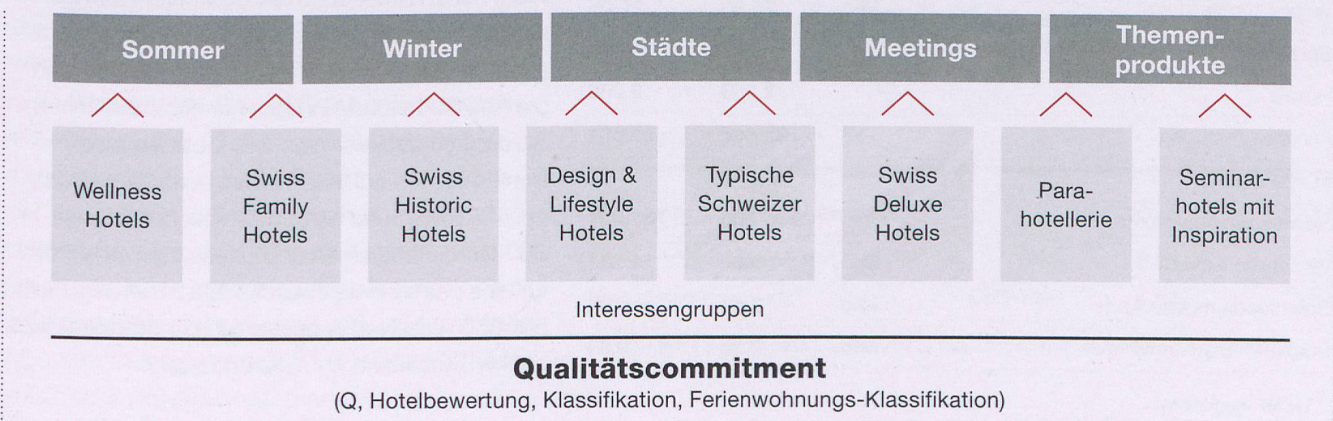 Sommer
Winter
Städte
Meetings
Themen-
produkte
Wellness
Hotels
Swiss
Family
Hotels
Swiss
Historic
Hotels
Design &
Lifestyle
Hotels
Typische
Schweizer
Hotels
Swiss
Deluxe
Hotels
Para-
hotellerie
Seminar-
hotels mit
Inspiration
Interessengruppen
Qualitätscommitment
(Q, Hotelbewertung, Klassifikation, Ferienwohnungs-Klassifikation)